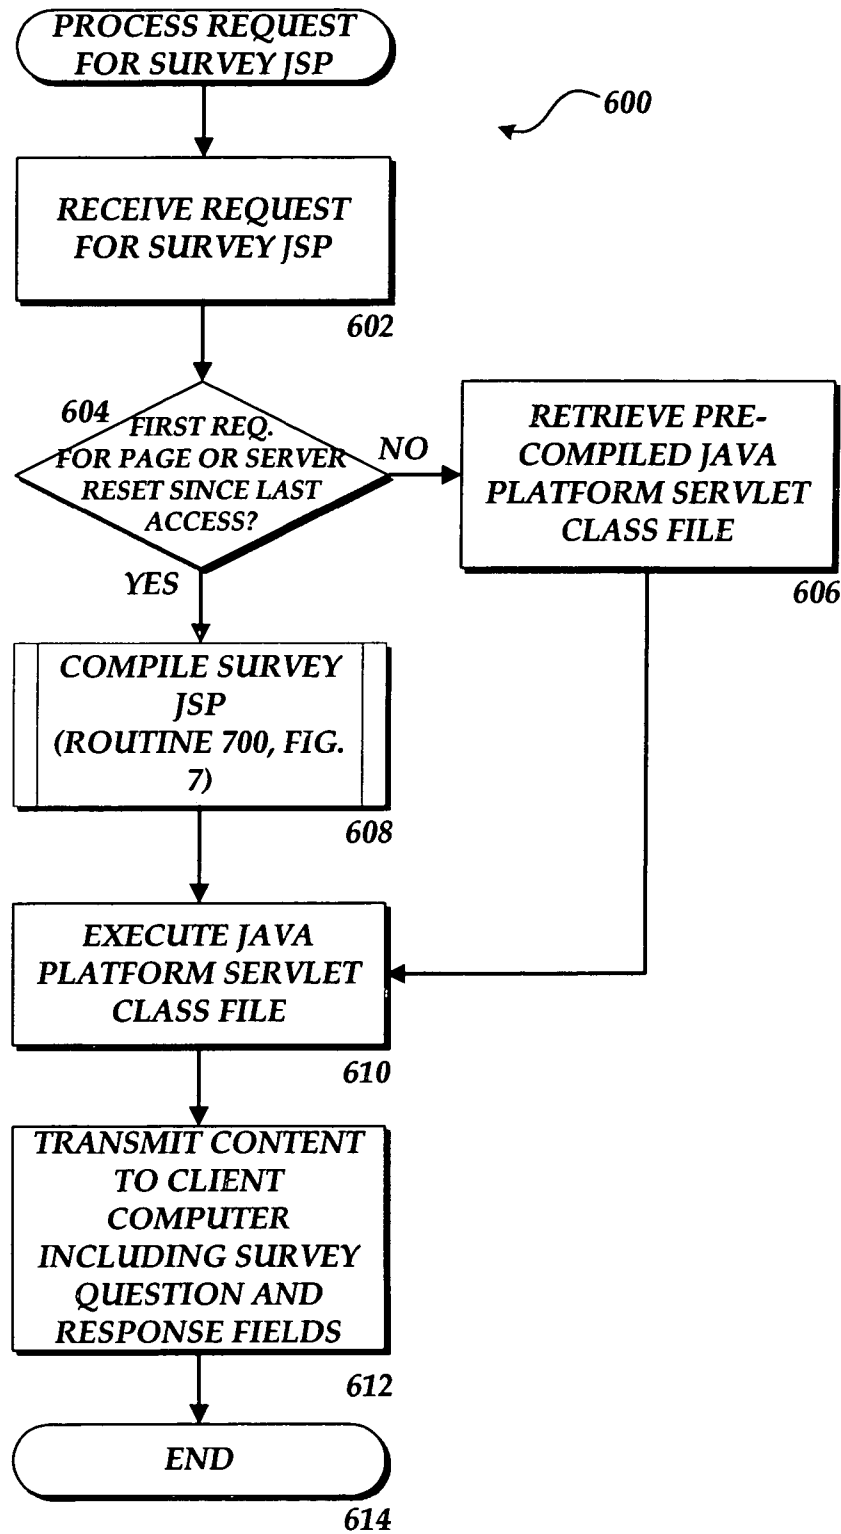 PROCESS REQUEST
FOR SURVEY JSP
600
RECEIVE REQUEST
FOR SURVEY JSP
602
604
FIRST REQ.
FOR PAGE OR SERVER
RESET SINCE LAST
ACCESS?
NO
YES
RETRIEVE PRE-
COMPILED JAVA
PLATFORM SERVLET
CLASS FILE
606
COMPILE SURVEY
JSP
(ROUTINE 700, FIG.
7)
608
EXECUTE JAVA
PLATFORM SERVLET
CLASS FILE
610
TRANSMIT CONTENT
TO CLIENT
COMPUTER
INCLUDING SURVEY
QUESTION AND
RESPONSE FIELDS
612
END
614